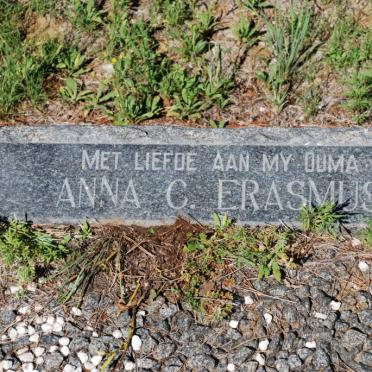 MET LIEFDE AAN MY OUMA
ANNA C. ERASMUS